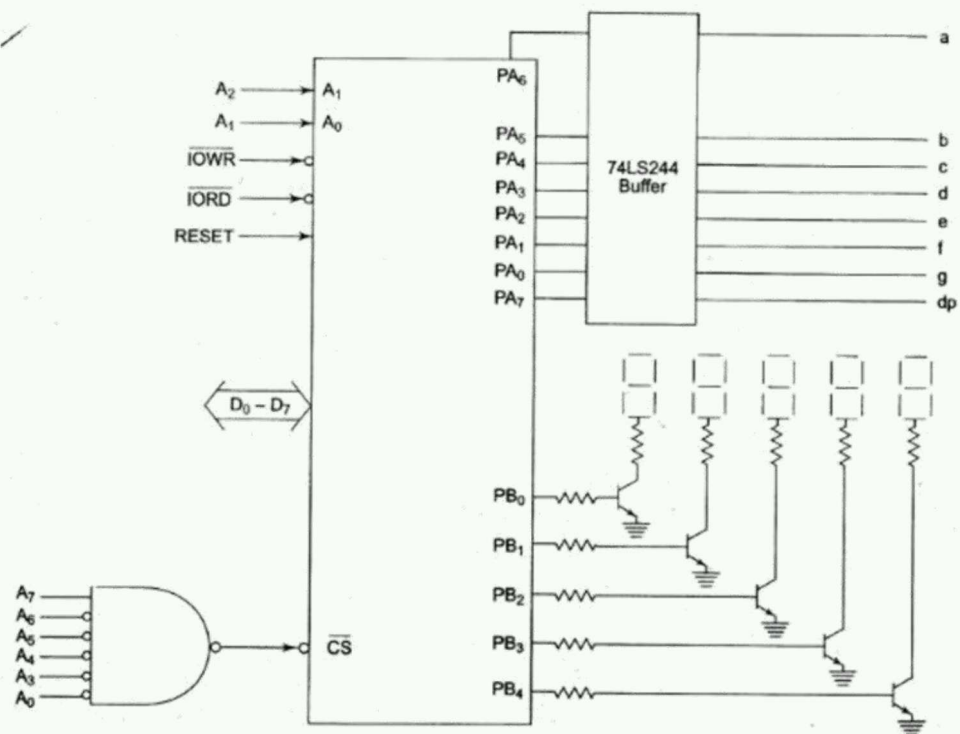 PA₆
a
A₂
A₁
A₁
A₀
PA₅
b
IOWR
PA₄
c
74LS244
Buffer
IORD
PA₃
d
PA₂
e
RESET
PA₁
f
PA₀
g
PA₇
dp
D₀ – D₇
PB₀
PB₁
PB₂
PB₃
PB₄
A₇
A₆
A₅
A₄
A₃
A₀
CS